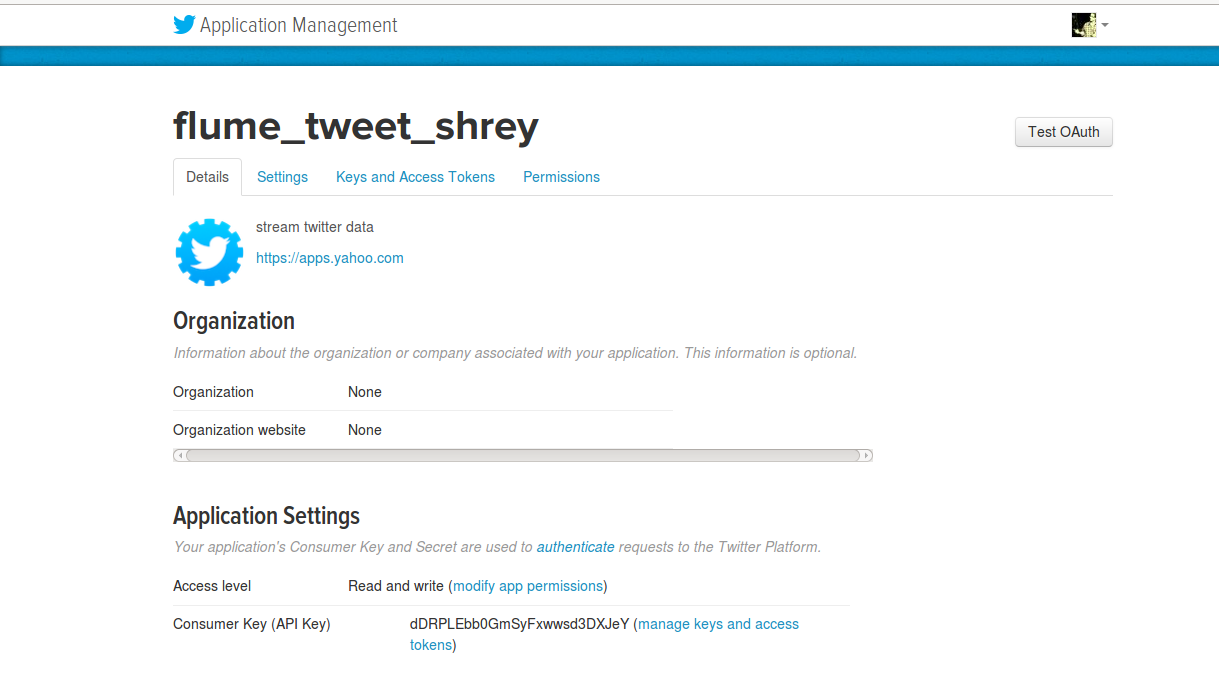 Application Management
flume_tweet_shrey
Test OAuth
Details Settings Keys and Access Tokens Permissions
stream twitter data
https://apps.yahoo.com
Organization
Information about the organization or company associated with your application. This information is optional.
Organization None
Organization website None
Application Settings
Your application's Consumer Key and Secret are used to authenticate requests to the Twitter Platform.
Access level Read and write (modify app permissions)
Consumer Key (API Key) dDRPLEbb0GmSyFxwwsd3DXJeY (manage keys and access
tokens)